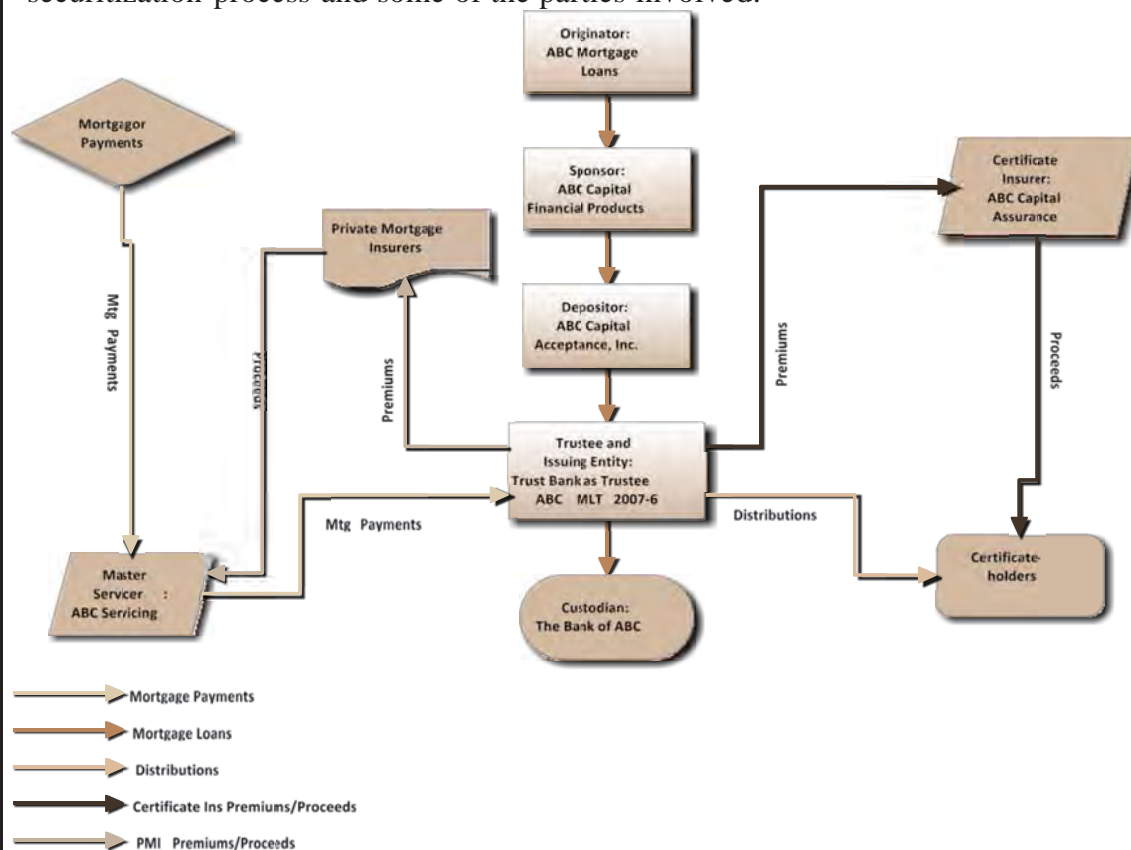 securitization process and some of the parties involved.
Originator:
ABC Mortgage
Loans
Mortgagor
Payments
Sponsor:
ABC Capital
Financial Products
Certificate
Insurer:
ABC Capital
Assurance
Private Mortgage
Insurers
Depositor:
ABC Capital
Acceptance, Inc.
Mtg Payments
Proceeds
Premiums
Premiums
Proceeds
Trustee and
Issuing Entity:
Trust Bank as Trustee
ABC MLT 2007-6
Mtg Payments
Distributions
Master
Servcer :
ABC Servicing
Custodian:
The Bank of ABC
Certificate-
holders
Mortgage Payments
Mortgage Loans
Distributions
Certificate Ins Premiums/Proceeds
PMI Premiums/Proceeds